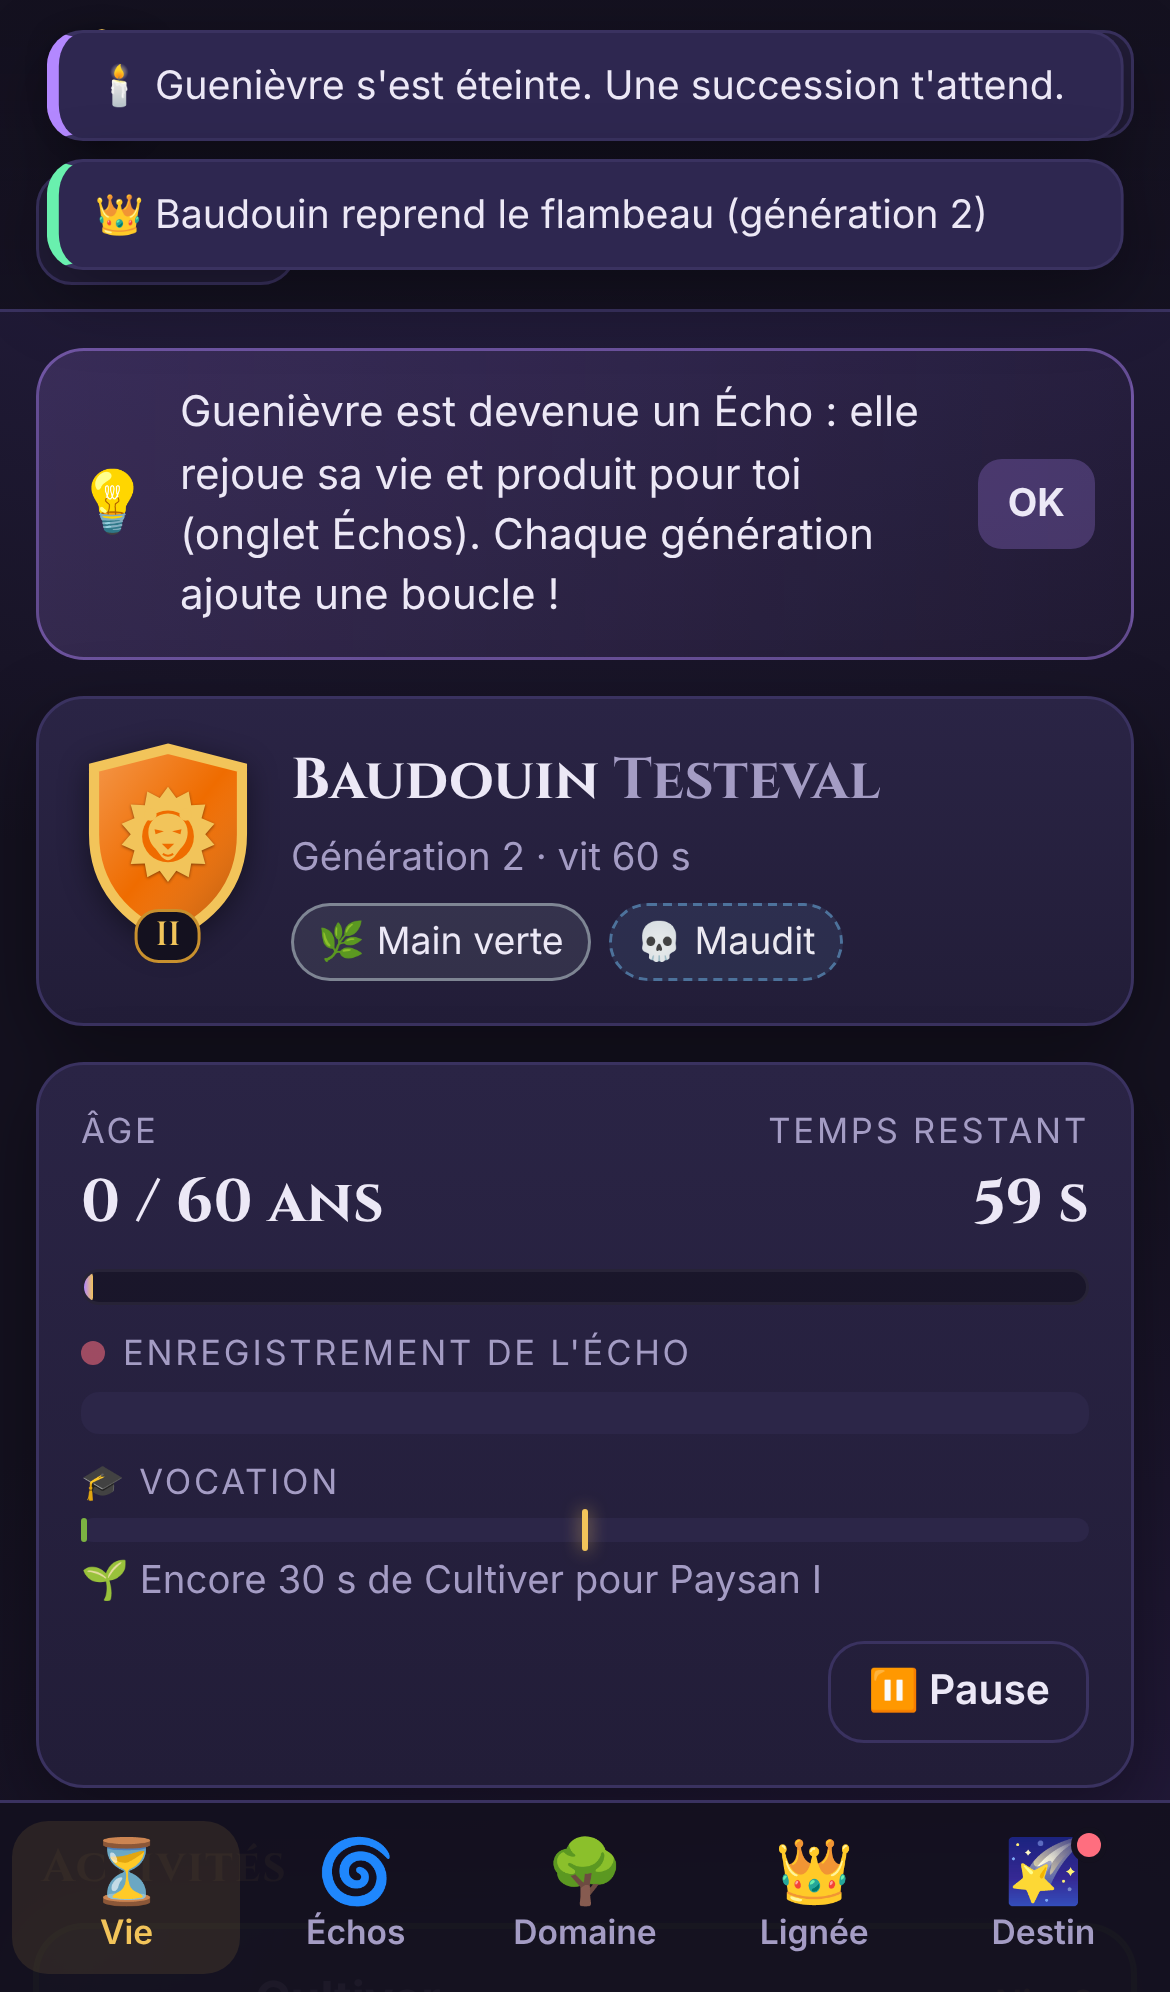 Guenièvre s'est éteinte. Une succession t'attend.
Baudouin reprend le flambeau (génération 2)
Guenièvre est devenue un Écho : elle
rejoue sa vie et produit pour toi
(onglet Échos). Chaque génération
ajoute une boucle !
OK
Baudouin Testeval
II
Génération 2 · vit 60 s
Main verte
Maudit
ÂGE
TEMPS RESTANT
0 / 60 ans
59 s
ENREGISTREMENT DE L'ÉCHO
VOCATION
Encore 30 s de Cultiver pour Paysan I
Pause
Activités
Vie
Échos
Domaine
Lignée
Destin